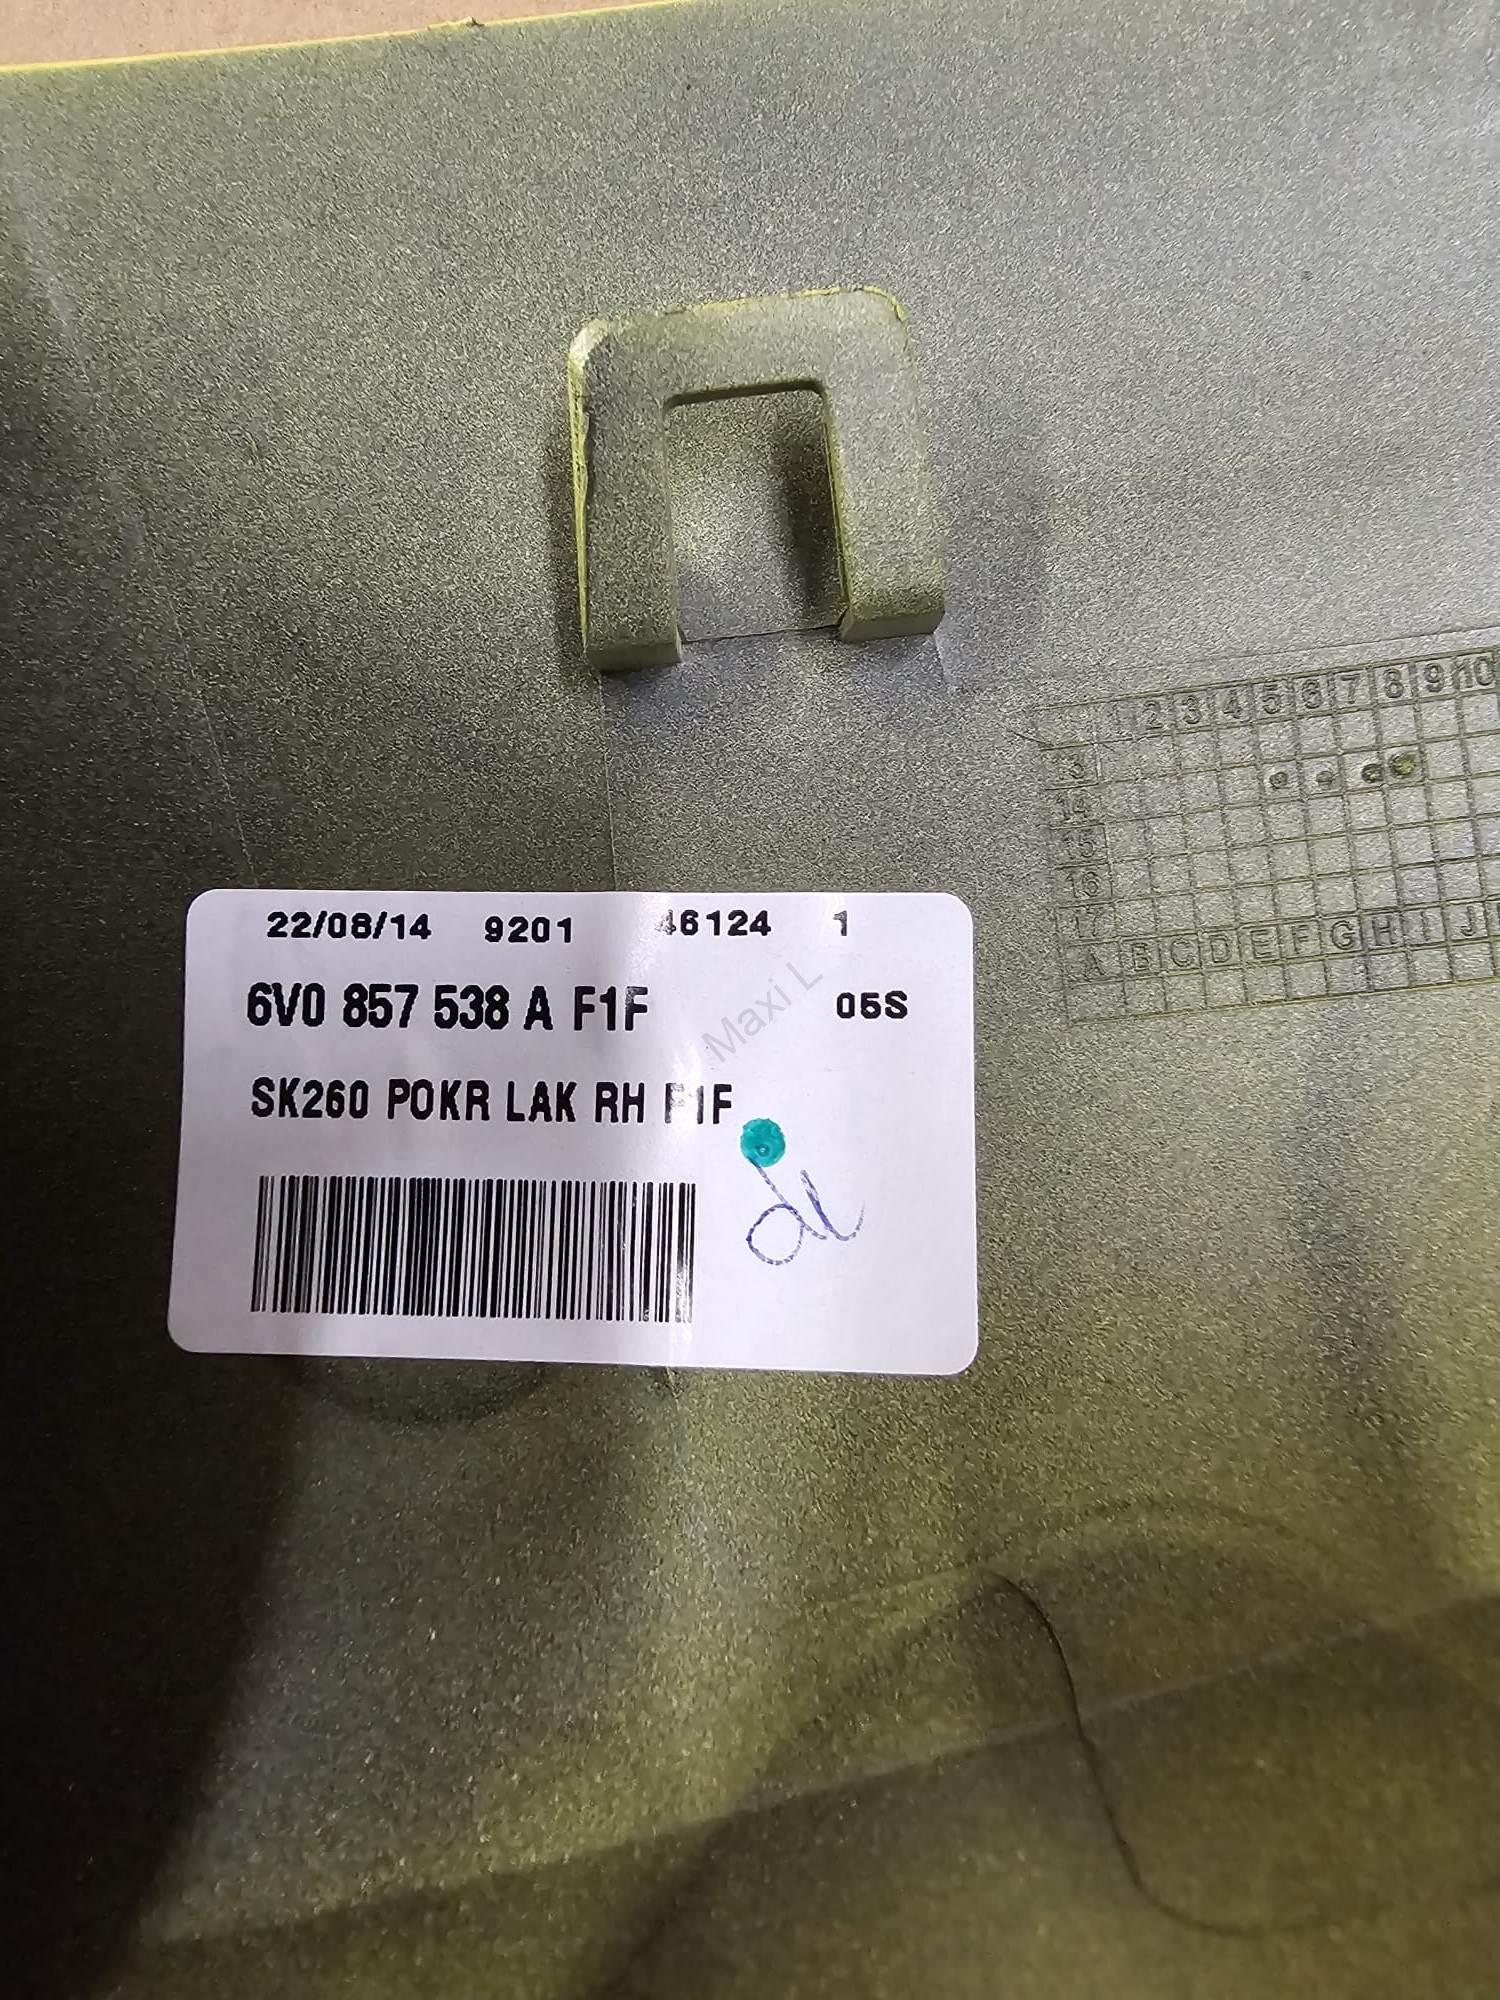 1 2 3 4 5 6 7 8 9 10
13
14
15
16
17
A B C D E F G H I J
22/08/14 9201 46124 1
6V0 857 538 A F1F 05S
Maxi L
SK260 POKR LAK RH F1F